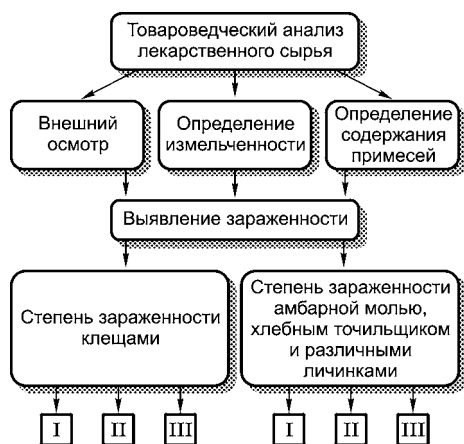 Товароведческий анализ
лекарственного сырья
Внешний
осмотр
Определение
измельченности
Определение
содержания
примесей
Выявление зараженности
Степень зараженности
клещами
Степень зараженности
амбарной молью,
хлебным точильщиком
и различными
личинками
I
II
III
I
II
III